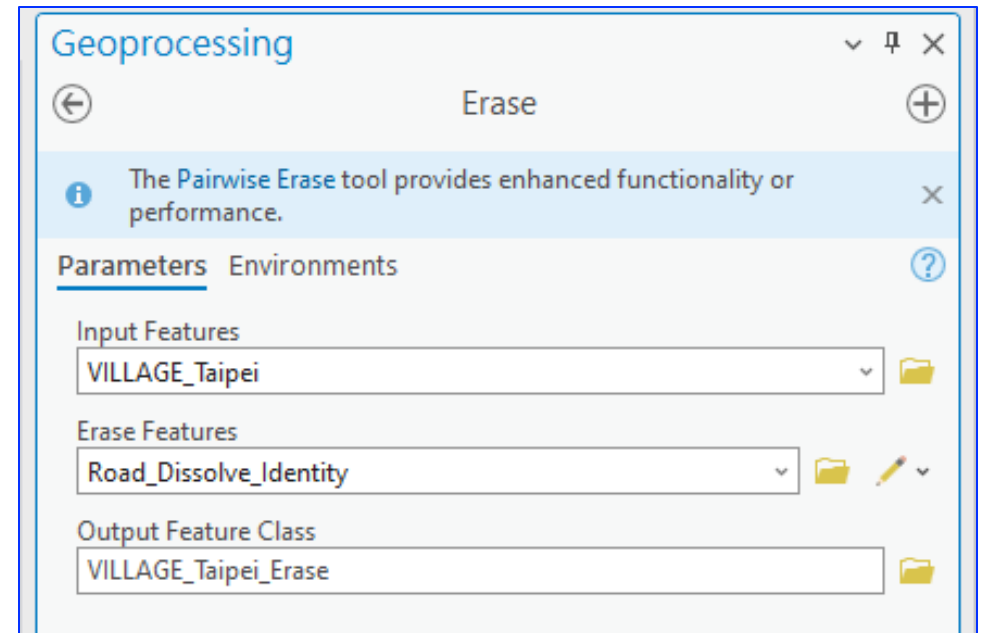 Geoprocessing
Erase
The Pairwise Erase tool provides enhanced functionality or
performance.
Parameters Environments
Input Features
VILLAGE_Taipei
Erase Features
Road_Dissolve_Identity
Output Feature Class
VILLAGE_Taipei_Erase